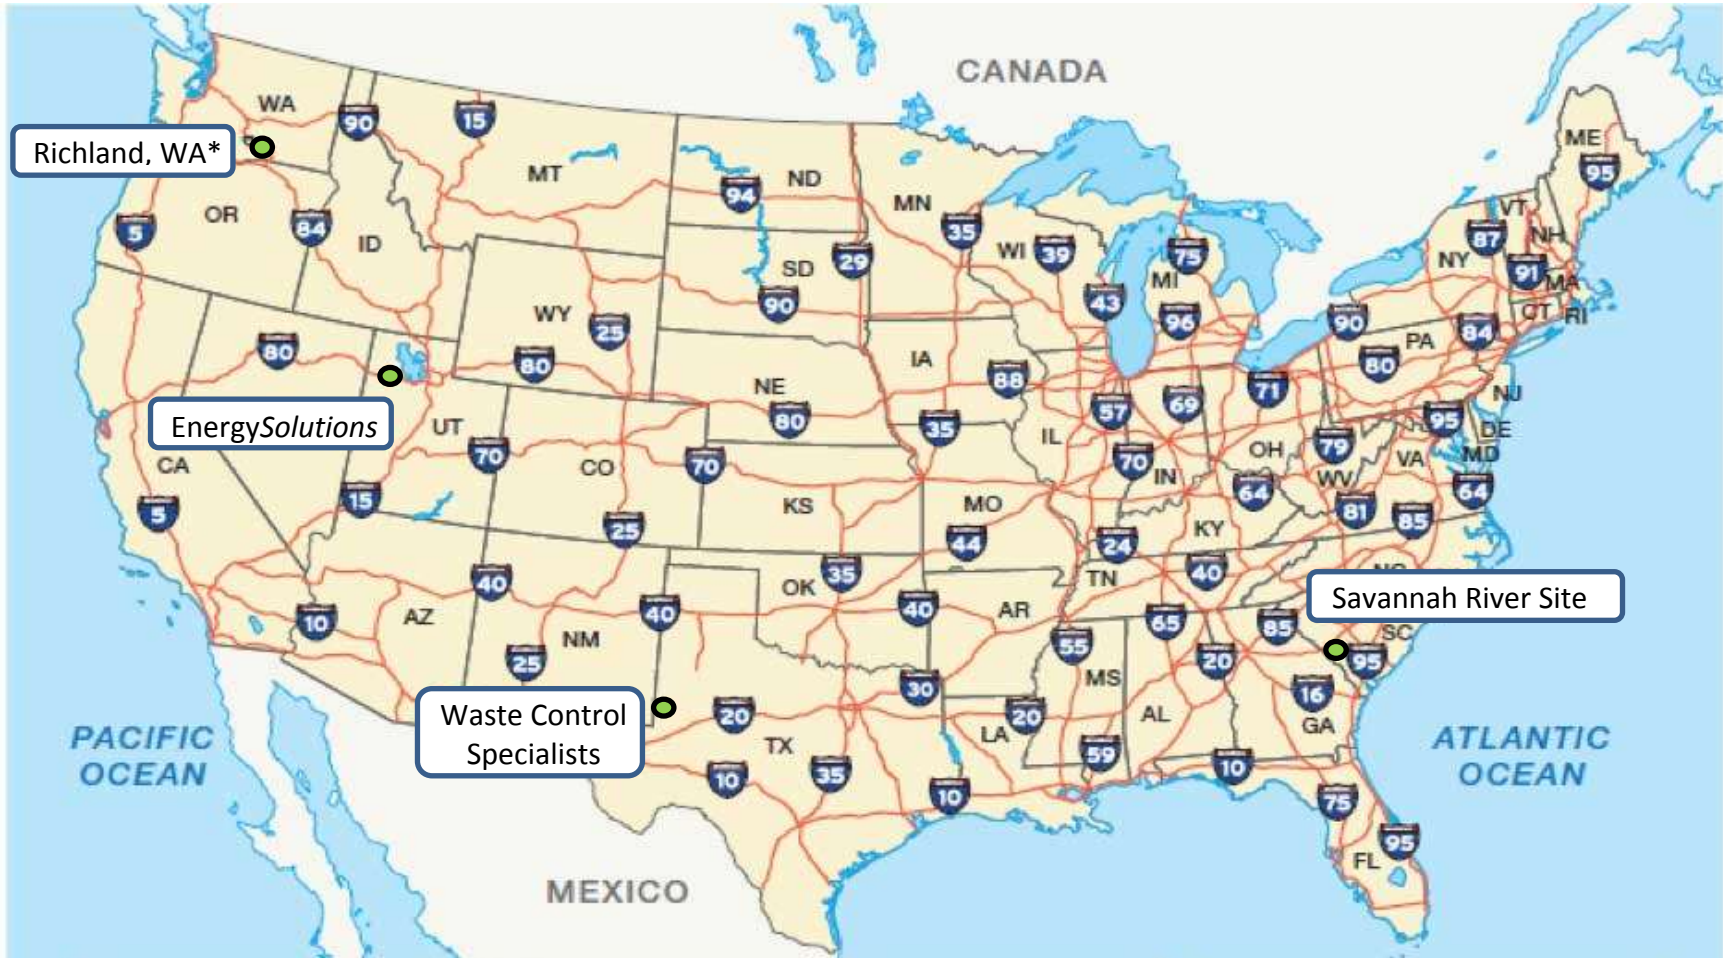 CANADA
WA
90
15
Richland, WA*
MT
ME
95
94
ND
MN
OR
5
84
ID
35
WI
39
75
VT
87
NH
NY
91
MA
SD
29
MI
90
43
96
WY
25
CT
RI
90
84
PA
80
80
IA
80
88
71
NE
80
57
69
NJ
Energy Solutions
UT
35
IL
95
DE
79
OH
VA
MD
CA
70
CO
70
70
IN
WV
64
64
15
KS
MO
81
85
5
25
44
24
KY
40
35
OK
40
TN
NC
Savannah River Site
10
AZ
40
40
AR
65
85
SC
NM
55
25
20
95
MS
30
16
Waste Control
Specialists
20
20
AL
GA
TX
LA
PACIFIC
OCEAN
ATLANTIC
OCEAN
59
10
35
10
10
75
95
FL
MEXICO